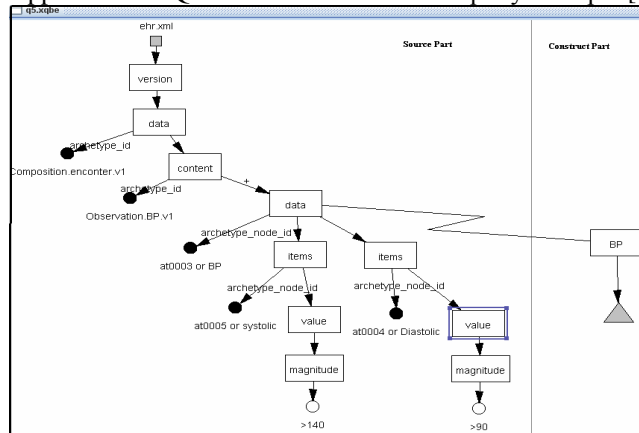 q5.xqbe
ehr.xml
Source Part
Construct Part
version
data
archetype_id
Composition.enconter.v1
content
archetype_id
+
Observation.BP.v1
data
archetype_node_id
BP
at0003 or BP
items
items
archetype_node_id
archetype_node_id
at0005 or systolic
value
at0004 or Diastolic
value
magnitude
magnitude
>140
>90